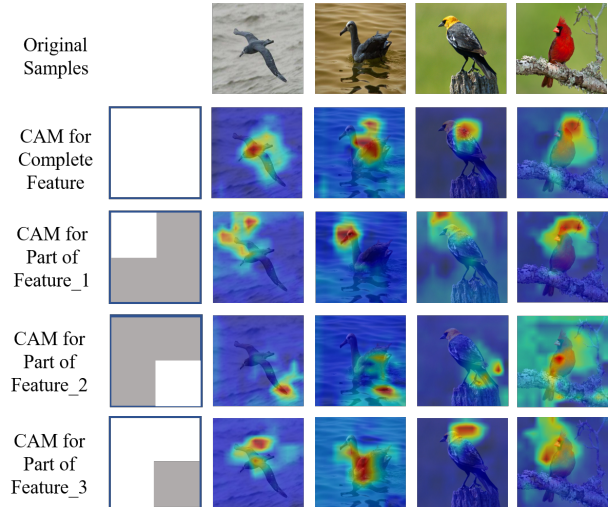 Original
Samples
CAM for
Complete
Feature
CAM for
Part of
Feature_1
CAM for
Part of
Feature_2
CAM for
Part of
Feature_3